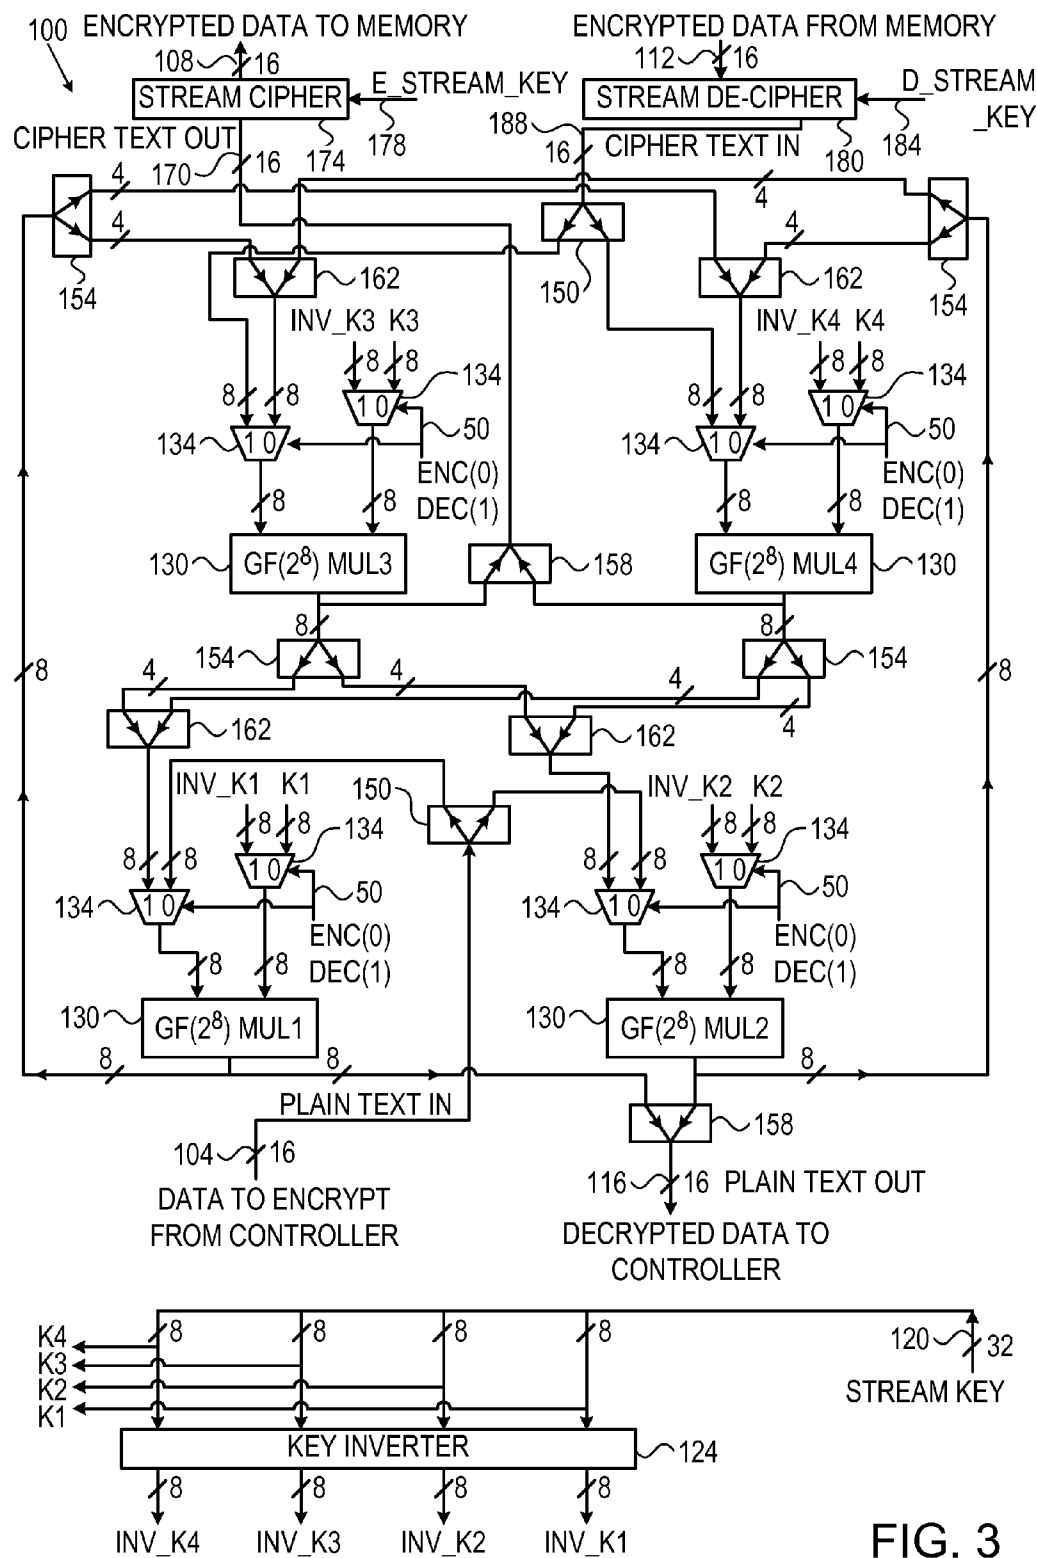 100
ENCRYPTED DATA TO MEMORY
ENCRYPTED DATA FROM MEMORY
108 16
112 16
STREAM CIPHER
E_STREAM_KEY
STREAM DE-CIPHER
D_STREAM
_KEY
CIPHER TEXT OUT
174 178
188
CIPHER TEXT IN
180 184
170 16
16
4 4
4 4
154 162 150 162 154
INV_K3 K3
INV_K4 K4
8 8 134
8 8 134
8 8 1 0
8 8 1 0
134 1 0 50
134 1 0 50
ENC(0)
DEC(1)
ENC(0)
DEC(1)
8 8
8 8
130 GF(2⁸) MUL3
158
GF(2⁸) MUL4 130
8 8
8 8
154 154
4 4 4 4
162 162
INV_K1 K1
150
INV_K2 K2
8 8 134
8 8 134
8 8 1 0
8 8 1 0
134 1 0 50
134 1 0 50
ENC(0)
DEC(1)
ENC(0)
DEC(1)
8 8
8 8
130 GF(2⁸) MUL1
130 GF(2⁸) MUL2
8 8 8
PLAIN TEXT IN
158
104 16
116 16 PLAIN TEXT OUT
DATA TO ENCRYPT
FROM CONTROLLER
DECRYPTED DATA TO
CONTROLLER
K4
K3
K2
K1
8 8 8 8
120 32
STREAM KEY
KEY INVERTER
124
8 8 8 8
INV_K4 INV_K3 INV_K2 INV_K1
FIG. 3